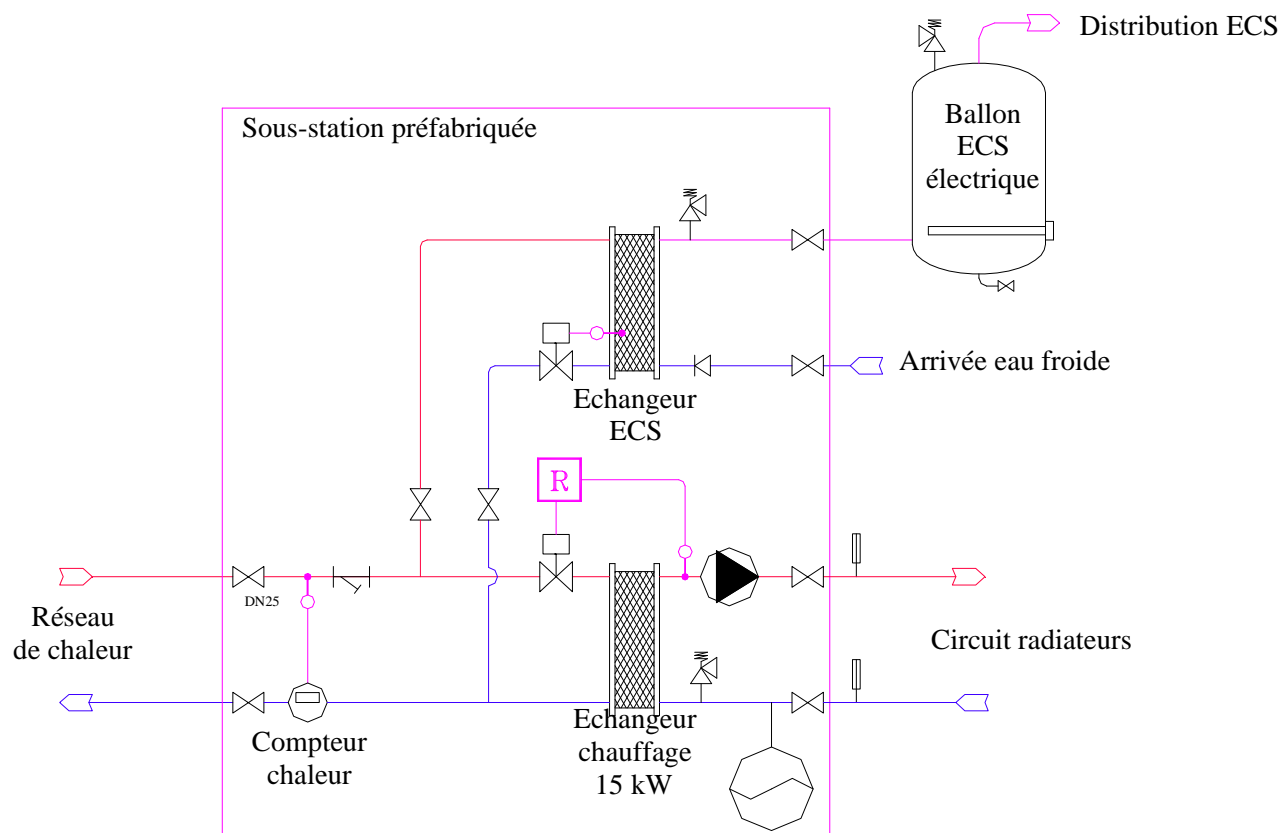 Distribution ECS
Ballon
ECS
électrique
Sous-station préfabriquée
Arrivée eau froide
Echangeur
ECS
R
DN25
Réseau
de chaleur
Circuit radiateurs
Compteur
chaleur
Echangeur
chauffage
15 kW